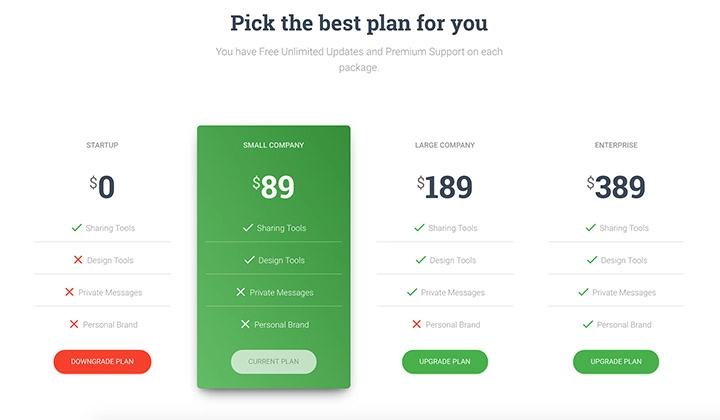 Pick the best plan for you
You have Free Unlimited Updates and Premium Support on each
package.
STARTUP
$0
Sharing Tools
Design Tools
Private Messages
Personal Brand
DOWNGRADE PLAN
SMALL COMPANY
$89
Sharing Tools
Design Tools
Private Messages
Personal Brand
CURRENT PLAN
LARGE COMPANY
$189
Sharing Tools
Design Tools
Private Messages
Personal Brand
UPGRADE PLAN
ENTERPRISE
$389
Sharing Tools
Design Tools
Private Messages
Personal Brand
UPGRADE PLAN